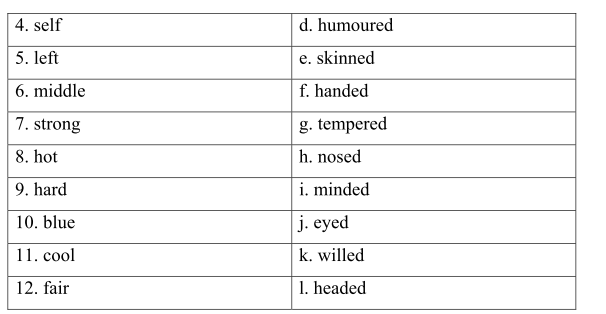 4. self d. humoured
5. left e. skinned
6. middle f. handed
7. strong g. tempered
8. hot h. nosed
9. hard i. minded
10. blue j. eyed
11. cool k. willed
12. fair l. headed